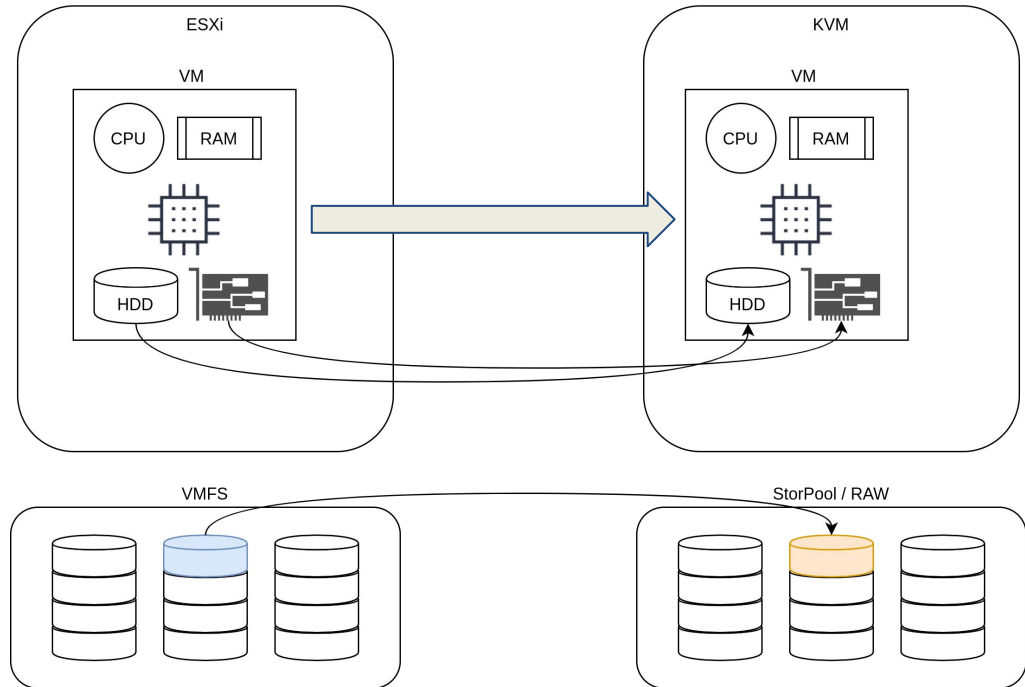 ESXi
KVM
VM
VM
CPU
RAM
CPU
RAM
HDD
HDD
VMFS
StorPool / RAW